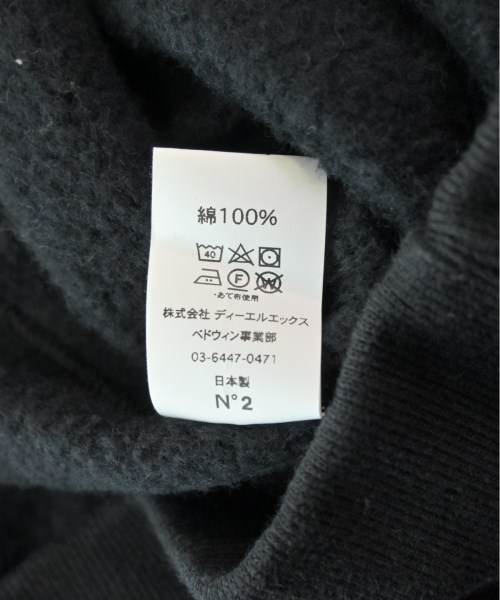 綿100%
40
F W
・あて布使用
株式会社 ディーエルエックス
ベドウィン事業部
03-6447-0471
日本製
N°2